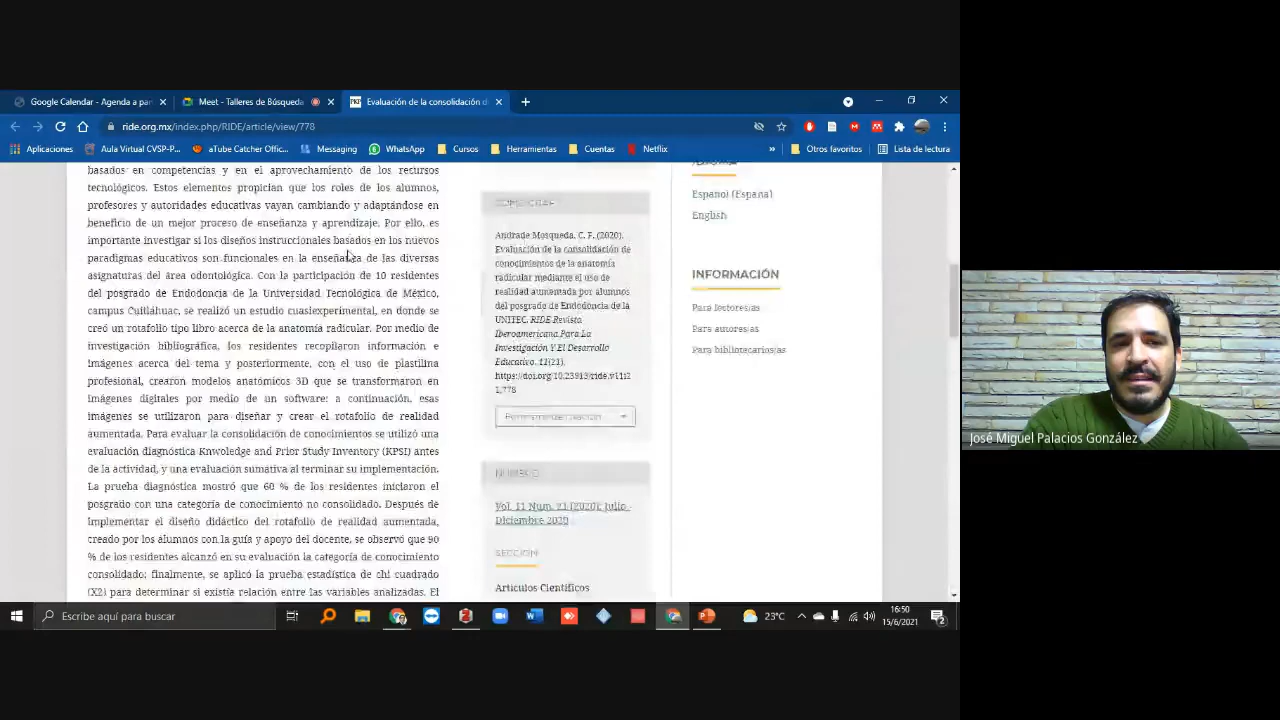 Google Calendar - Agenda a par
Meet - Talleres de Búsqueda
PKP Evaluación de la consolidación d
ride.org.mx/index.php/RIDE/article/view/778
Aplicaciones
Aula Virtual CVSP-P...
aTube Catcher Offic...
Messaging
WhatsApp
Cursos
Herramientas
Cuentas
Netflix
»
Otros favoritos
Lista de lectura
basados en competencias y en el aprovechamiento de los recursos
tecnológicos. Estos elementos propician que los roles de los alumnos,
profesores y autoridades educativas vayan cambiando y adaptándose en
beneficio de un mejor proceso de enseñanza y aprendizaje. Por ello, es
importante investigar si los diseños instruccionales basados en los nuevos
paradigmas educativos son funcionales en la enseñanza de las diversas
asignaturas del área odontológica. Con la participación de 10 residentes
del posgrado de Endodoncia de la Universidad Tecnológica de México,
campus Cuitláhuac, se realizó un estudio cuasiexperimental, en donde se
creó un rotafolio tipo libro acerca de la anatomía radicular. Por medio de
investigación bibliográfica, los residentes recopilaron información e
imágenes acerca del tema y posteriormente, con el uso de plastilina
profesional, crearon modelos anatómicos 3D que se transformaron en
imágenes digitales por medio de un software; a continuación, esas
imágenes se utilizaron para diseñar y crear el rotafolio de realidad
aumentada. Para evaluar la consolidación de conocimientos se utilizó una
evaluación diagnóstica Knwoledge and Prior Study Inventory (KPSI) antes
de la actividad, y una evaluación sumativa al terminar su implementación.
La prueba diagnóstica mostró que 60 % de los residentes iniciaron el
posgrado con una categoría de conocimiento no consolidado. Después de
implementar el diseño didáctico del rotafolio de realidad aumentada,
creado por los alumnos con la guía y apoyo del docente, se observó que 90
% de los residentes alcanzó en su evaluación la categoría de conocimiento
consolidado; finalmente, se aplicó la prueba estadística de chi cuadrado
(X2) para determinar si existía relación entre las variables analizadas. El
Andrade Mosqueda, C. F. (2020).
Evaluación de la consolidación de
conocimientos de la anatomía
radicular mediante el uso de
realidad aumentada por alumnos
del posgrado de Endodoncia de la
UNITEC. RIDE Revista
Iberoamericana Para La
Investigación Y El Desarrollo
Educativo, 11(21).
https://doi.org/10.23913/ride.v11i2
1.778
NÚMERO
Vol. 11 Núm. 21 (2020): Julio -
Diciembre 2020
SECCIÓN
Artículos Científicos
Español (España)
English
INFORMACIÓN
Para lectores/as
Para autores/as
Para bibliotecarios/as
José Miguel Palacios González
Escribe aquí para buscar
23°C
16:50
15/6/2021
2